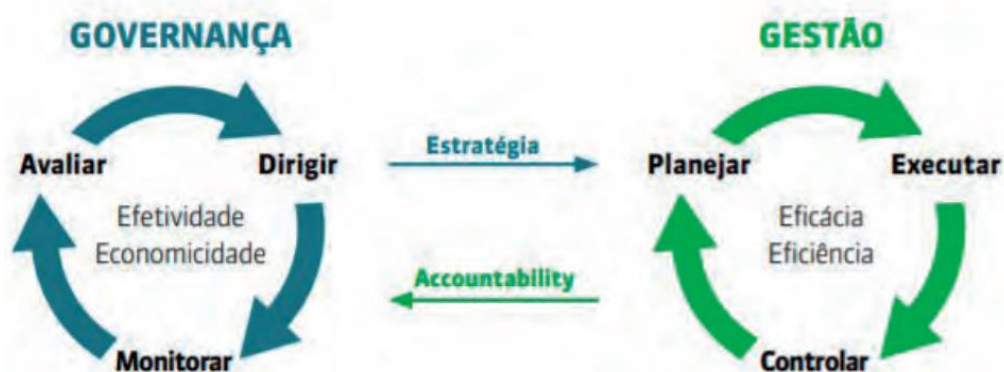 GOVERNANÇA
Avaliar
Dirigir
Efetividade
Economicidade
Monitorar
Estratégia
Accountability
GESTÃO
Planejar
Executar
Eficácia
Eficiência
Controlar